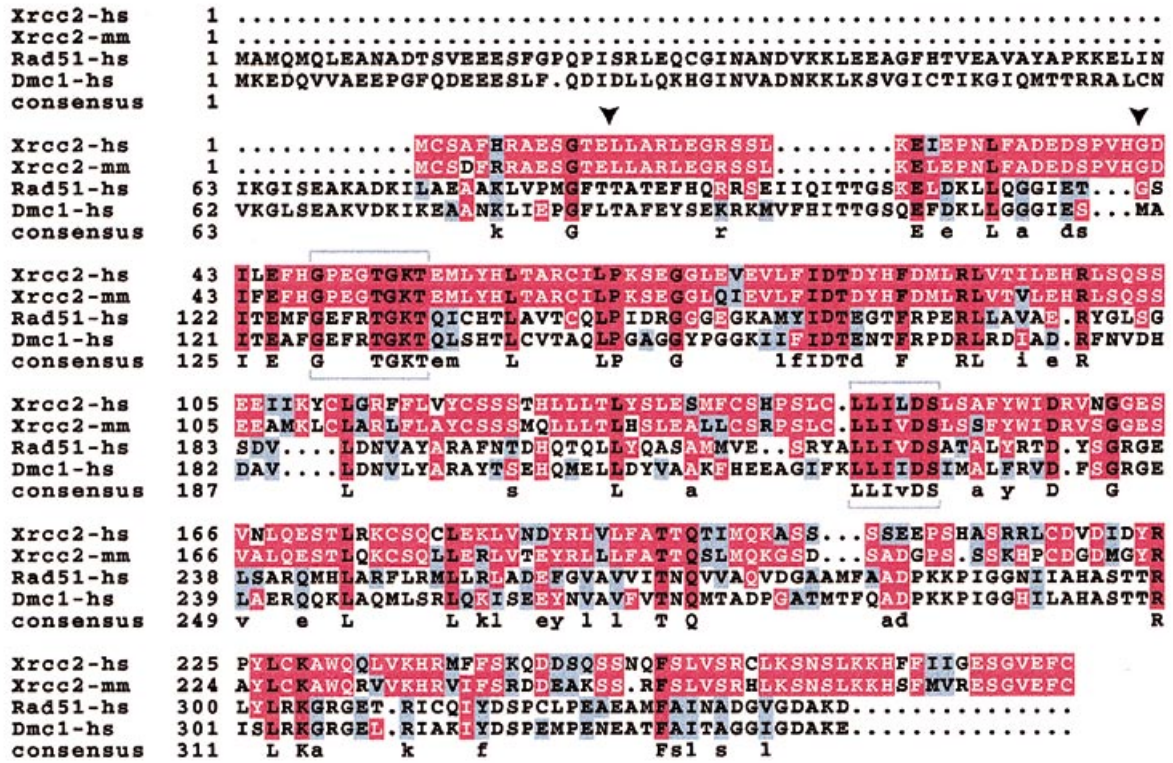 Xrcc2-hs 1 ..............................................................
Xrcc2-mm 1 ..............................................................
Rad51-hs 1 MAMQMQLEANADTSVEEESFGPQPISRLEQCGINANDVKKLEEAGFHTVEAVAYAPKKELIN
Dmc1-hs 1 MKEDQVVAEEPGFQDEEESLF.QDIDLLQKHGINVADNKKLKSVGICTIKGIQMTTRRALCN
consensus 1
Xrcc2-hs 1 ............MCSAFHRAESGTELLARLEGRSSL........KEIEPNLFADEDSPVHGD
Xrcc2-mm 1 ............MCSDFRRAESGTELLARLEGRSSL........KELEPNLFADEDSPVHGD
Rad51-hs 63 IKGISEAKADKILAEAAKLVPMGFTTATEFHQRRSEIIQITTGSKELDKLLQGGIET...GS
Dmc1-hs 62 VKGLSEAKVDKIKEAANKLIEPGFLTAFEYSEKRKMVFHITTGSQEFDKLLGGGIES...MA
consensus 63 k G r E e L a ds
Xrcc2-hs 43 ILEFHGPEGTGKTEMLYHLTARCILPKSEGGLEVEVLFIDTDYHFDMLRLVTILEHRLSQSS
Xrcc2-mm 43 IFEFHGPEGTGKTEMLYHLTARCILPKSEGGLQIEVLFIDTDYHFDMLRLVTVLEHRLSQSS
Rad51-hs 122 ITEMFGEFRTGKTQICHTLAVTCQLPIDRGGGEGKAMYIDTEGTFRPERLLAVAE.RYGLSG
Dmc1-hs 121 ITEAFGEFRTGKTQLSHTLCVTAQLPGAGGYPGGKIIFIDTENTFRPDRLRDIAD.RFNVDH
consensus 125 I E G TGKTem L LP G lfIDTd F RL i e R
Xrcc2-hs 105 EEIIKYCLGRFFLVYCSSSTHLLLTLYSLESMFCSHPSLC.LLILDSLSAFYWIDRVNGGES
Xrcc2-mm 105 EEAMKLCLARLFLAYCSSSMQLLLTLHSLEALLCSRPSLC.LLIVDSLSSFYWIDRVSGGES
Rad51-hs 183 SDV....LDNVAYARAFNTDHQTQLLYQASAMMVE..SRYALLIVDSATALYRTD.YSGRGE
Dmc1-hs 182 DAV....LDNVLYARAYTSEHQMELLDYVAAKFHEEAGIFKLLIIDSIMALFRVD.FSGRGE
consensus 187 L s L a LLIvDS a y D G
Xrcc2-hs 166 VNLQESTLRKCSQCLEKLVNDYRLVLFATTQTIMQKASS...SSEEPSHASRRLCDVDIDYR
Xrcc2-mm 166 VALQESTLQKCSQLLERLVTEYRLLLFATTQSLMQKGSD...SADGPS.SSKHPCDGDMGYR
Rad51-hs 238 LSARQMHLARFLRMLLRLADEFGVAVVITNQVVAQVDGAAMFAADPKKPIGGNIIAHASTTR
Dmc1-hs 239 LAERQQKLAQMLSRLQKISEEYNVAVFVTNQMTADPGATMTFQADPKKPIGGHILAHASTTR
consensus 249 v e L L kl ey l l T Q ad R
Xrcc2-hs 225 PYLCKAWQQLVKHRMFFSKQDDSQSSNQFSLVSRCLKSNSLKKHFFIIGESGVEFC
Xrcc2-mm 224 AYLCKAWQRVVKHRVIFSRDDEAKSS.RFSLVSRHLKSNSLKKHSFMVRESGVEFC
Rad51-hs 300 LYLRKGRGET.RICQIYDSPCLPEAEAMFAINADGVGDAKD...............
Dmc1-hs 301 ISLRKGRGEL.RIAKIYDSPEMPENEATFAITAGGIGDAKE...............
consensus 311 L Ka k f Fsl s l